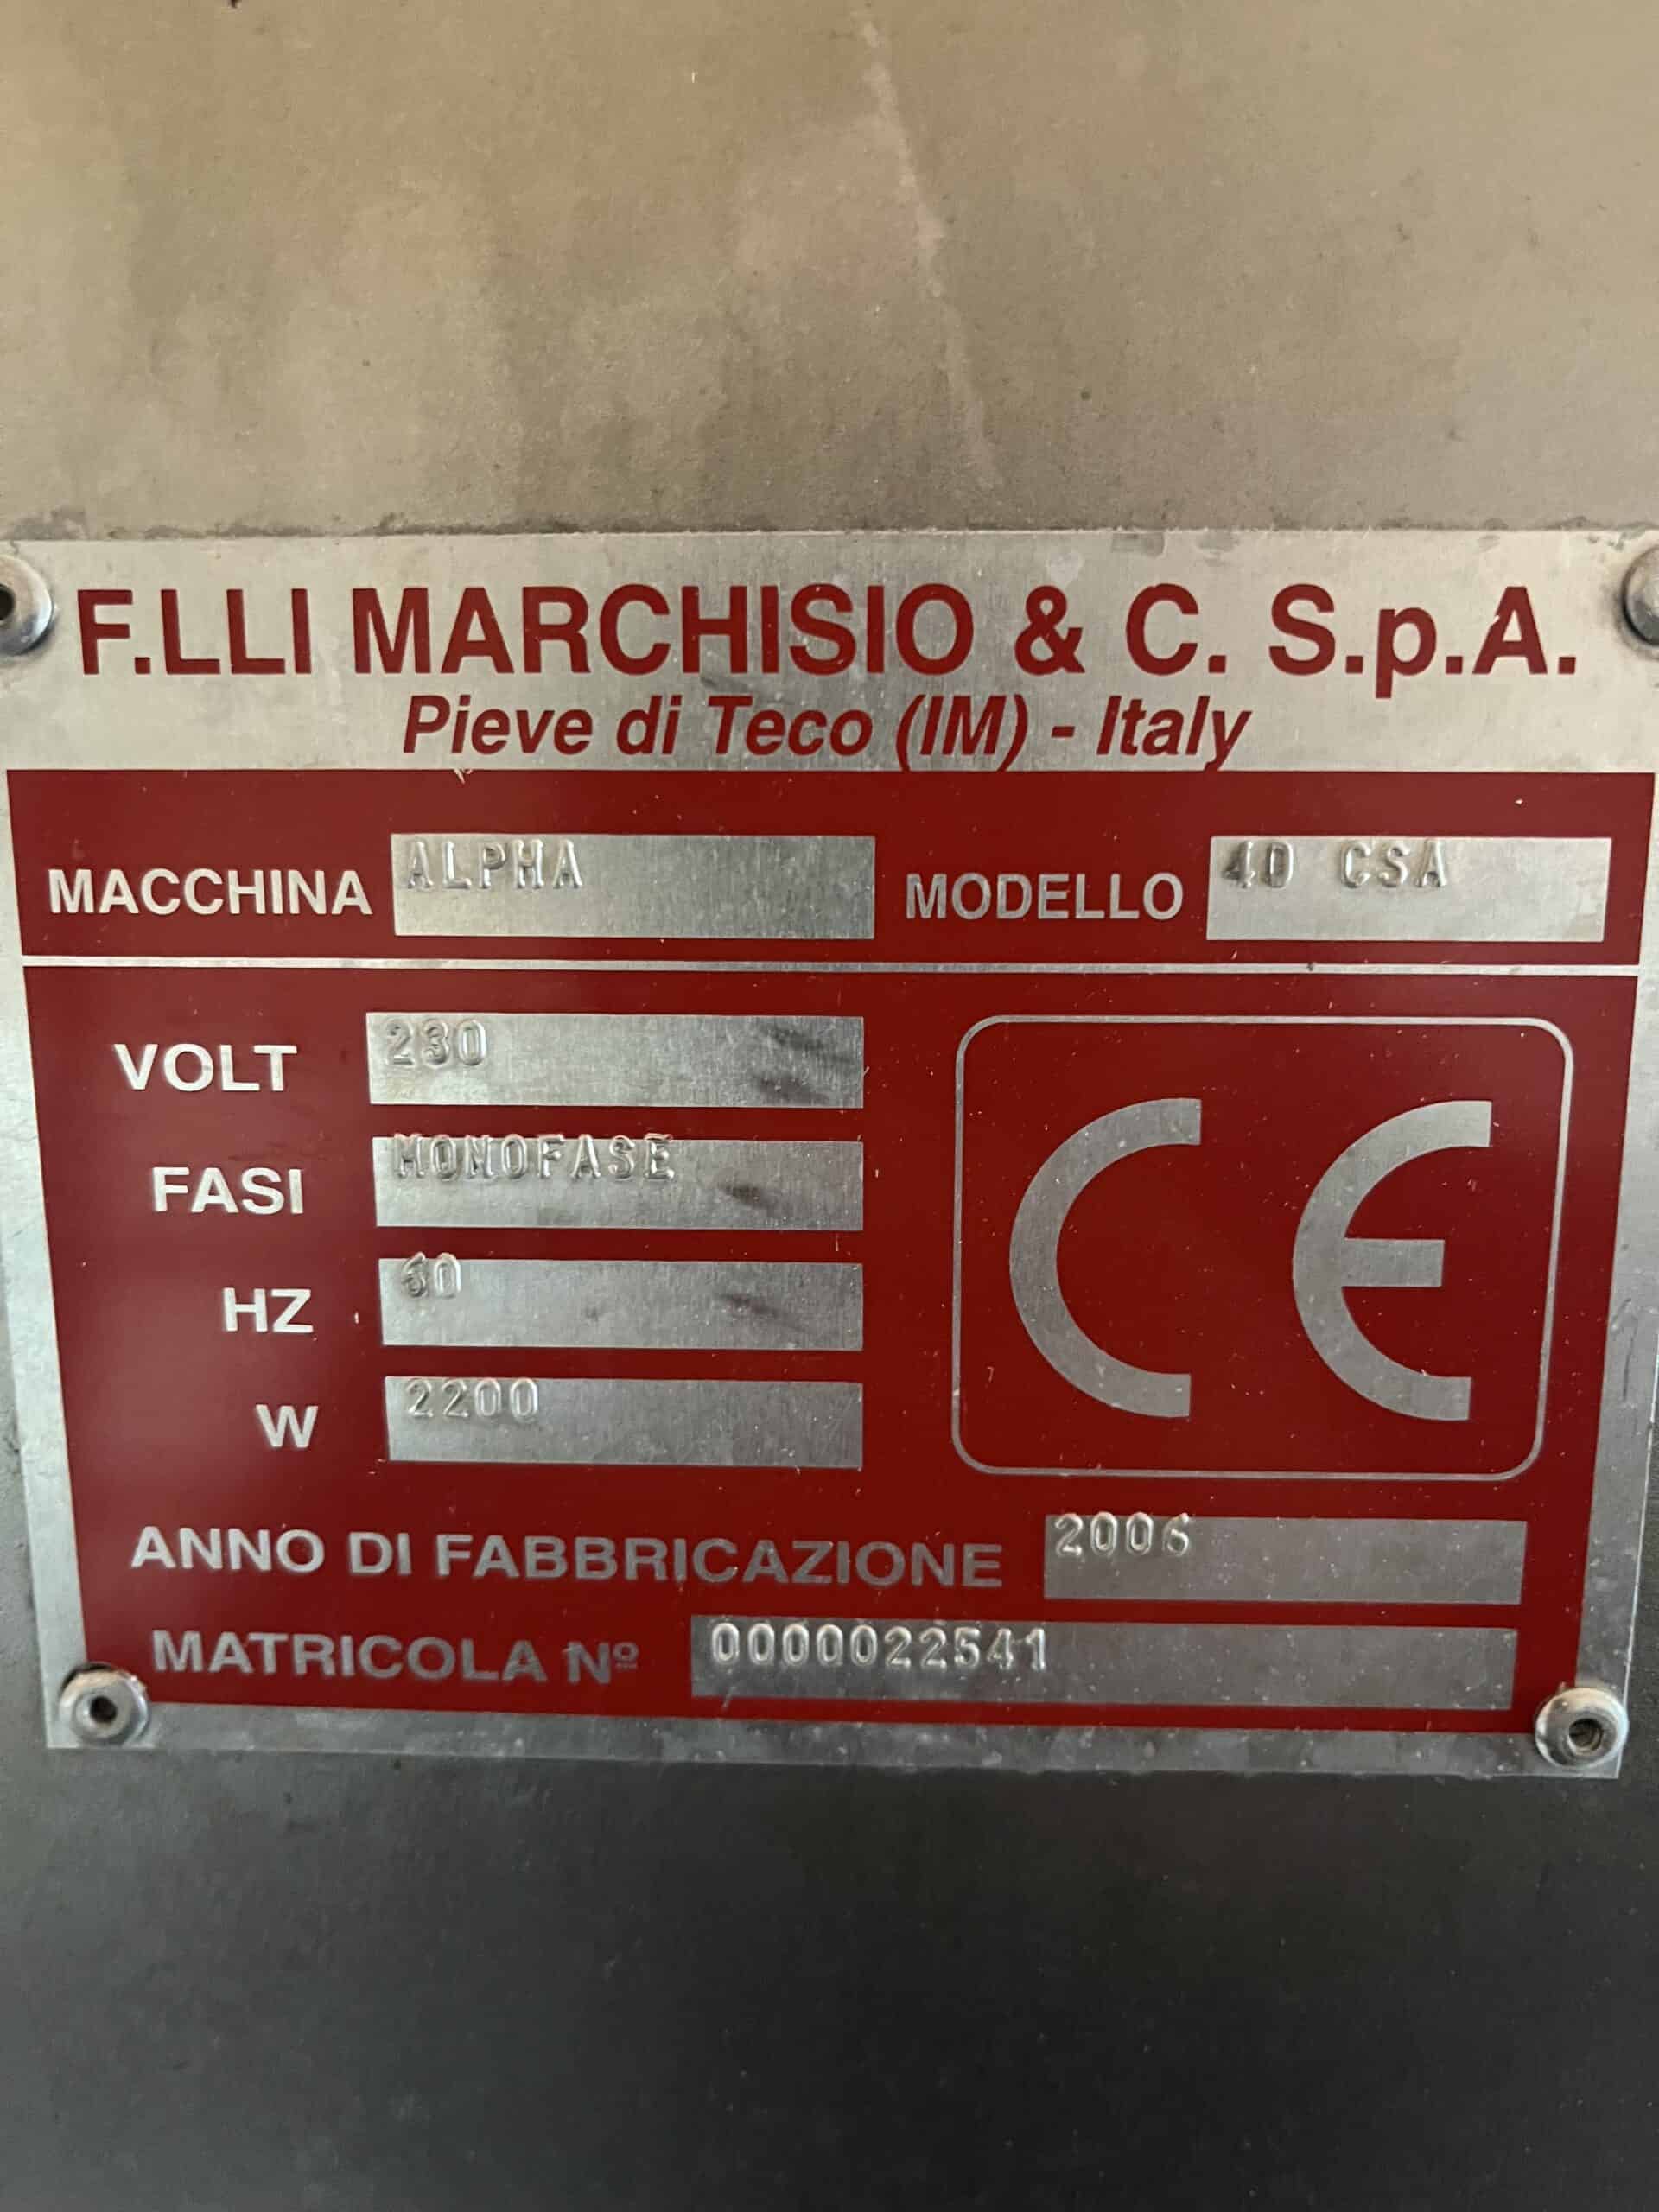 F.LLI MARCHISIO & C. S.p.A.
Pieve di Teco (IM) - Italy
MACCHINA ALPHA MODELLO 40 CSA
VOLT 230
FASI MONOFASE
HZ 60
W 2200
CE
ANNO DI FABBRICAZIONE 2006
MATRICOLA Nº 0000022541